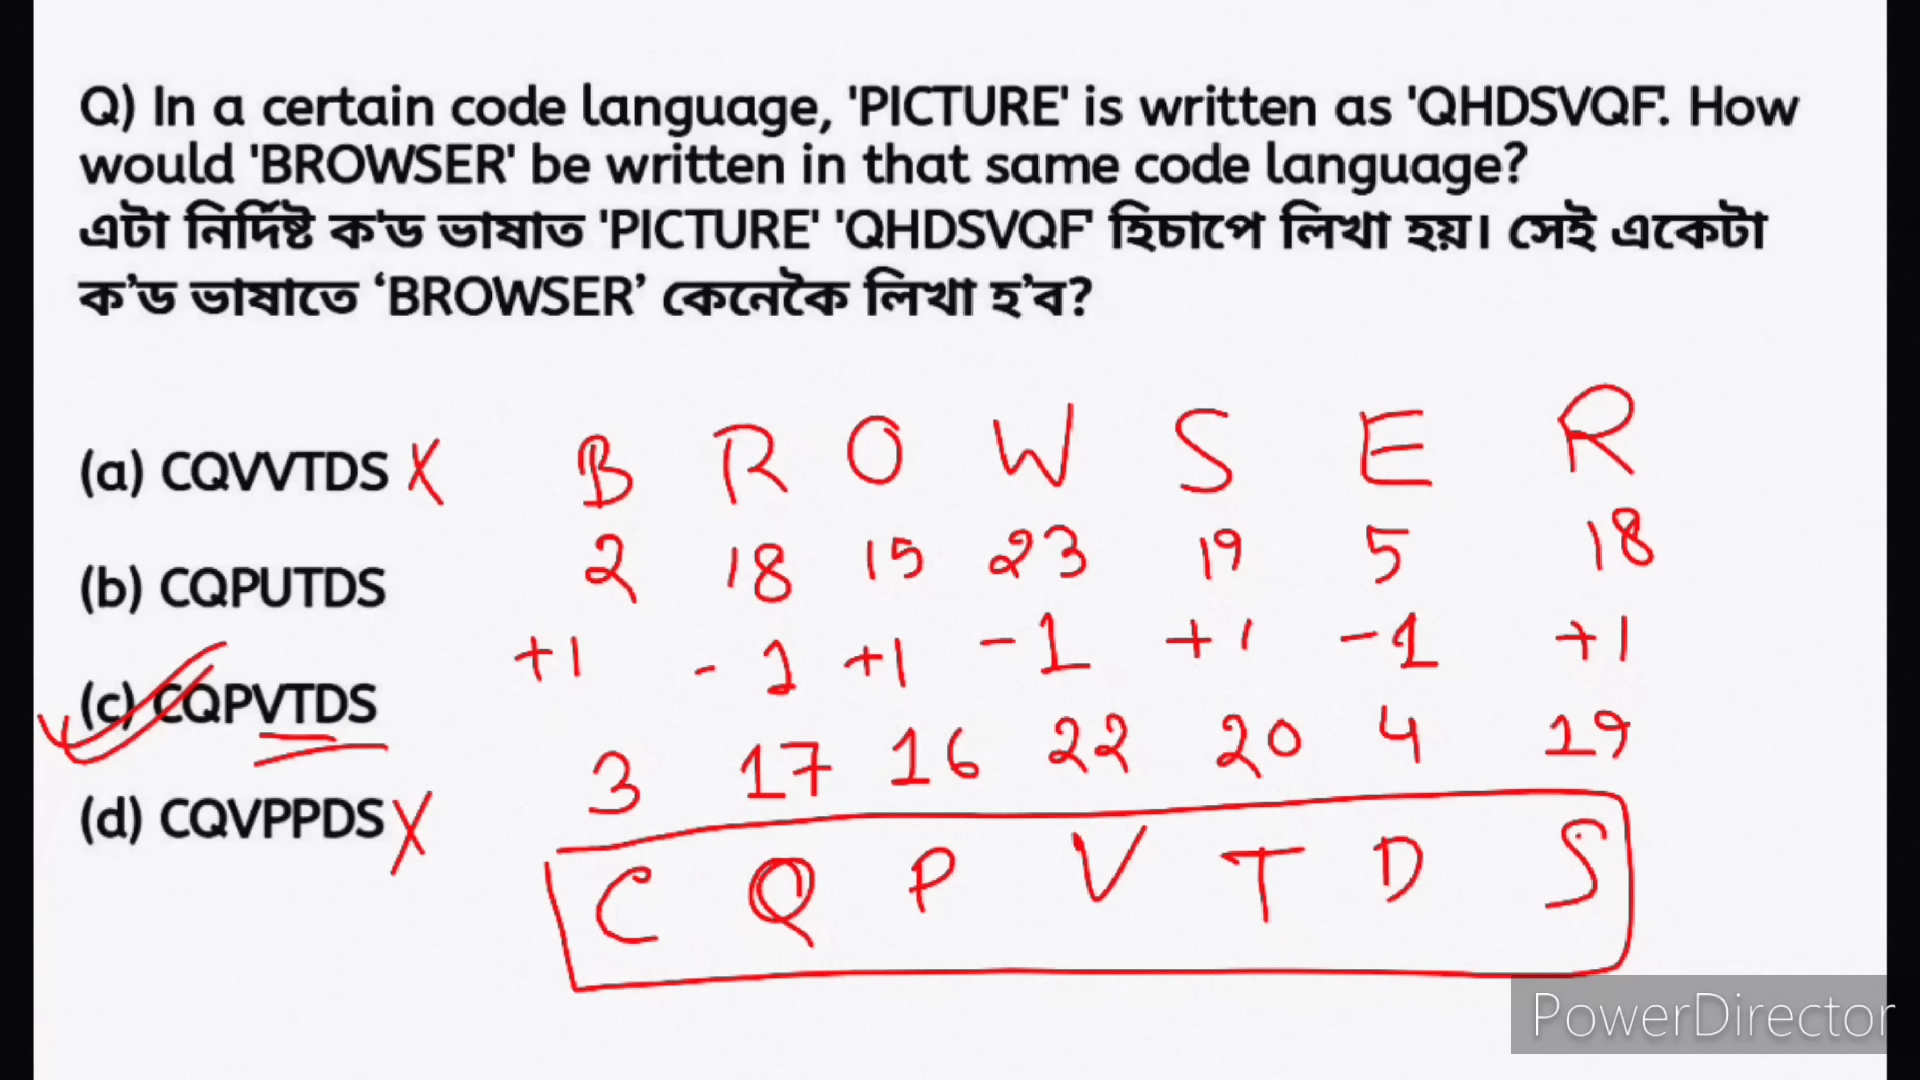 Q) In a certain code language, 'PICTURE' is written as 'QHDSVQF'. How
would 'BROWSER' be written in that same code language?
এটা নিৰ্দিষ্ট ক'ড ভাষাত 'PICTURE' 'QHDSVQF' হিচাপে লিখা হয়। সেই একেটা
ক’ড ভাষাতে ‘BROWSER’ কেনেকৈ লিখা হ’ব?
(a) CQVVTDS X
(b) CQPUTDS
(c) CQPVTDS
(d) CQVPPDS X
B R O W S E R
2 18 15 23 19 5 18
+1 -1 +1 -1 +1 -1 +1
3 17 16 22 20 4 19
C Q P V T D S
PowerDirector